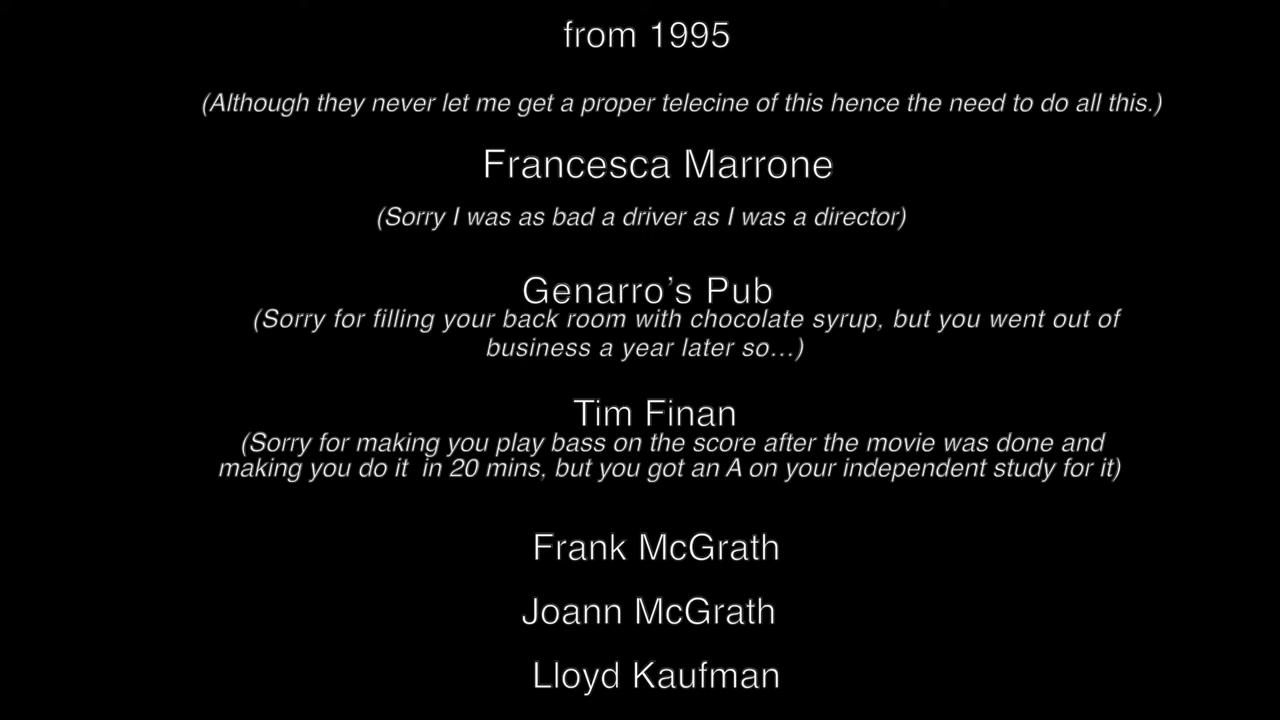 from 1995
(Although they never let me get a proper telecine of this hence the need to do all this.)
Francesca Marrone
(Sorry I was as bad a driver as I was a director)
Genarro’s Pub
(Sorry for filling your back room with chocolate syrup, but you went out of
business a year later so...)
Tim Finan
(Sorry for making you play bass on the score after the movie was done and
making you do it  in 20 mins, but you got an A on your independent study for it)
Frank McGrath
Joann McGrath
Lloyd Kaufman